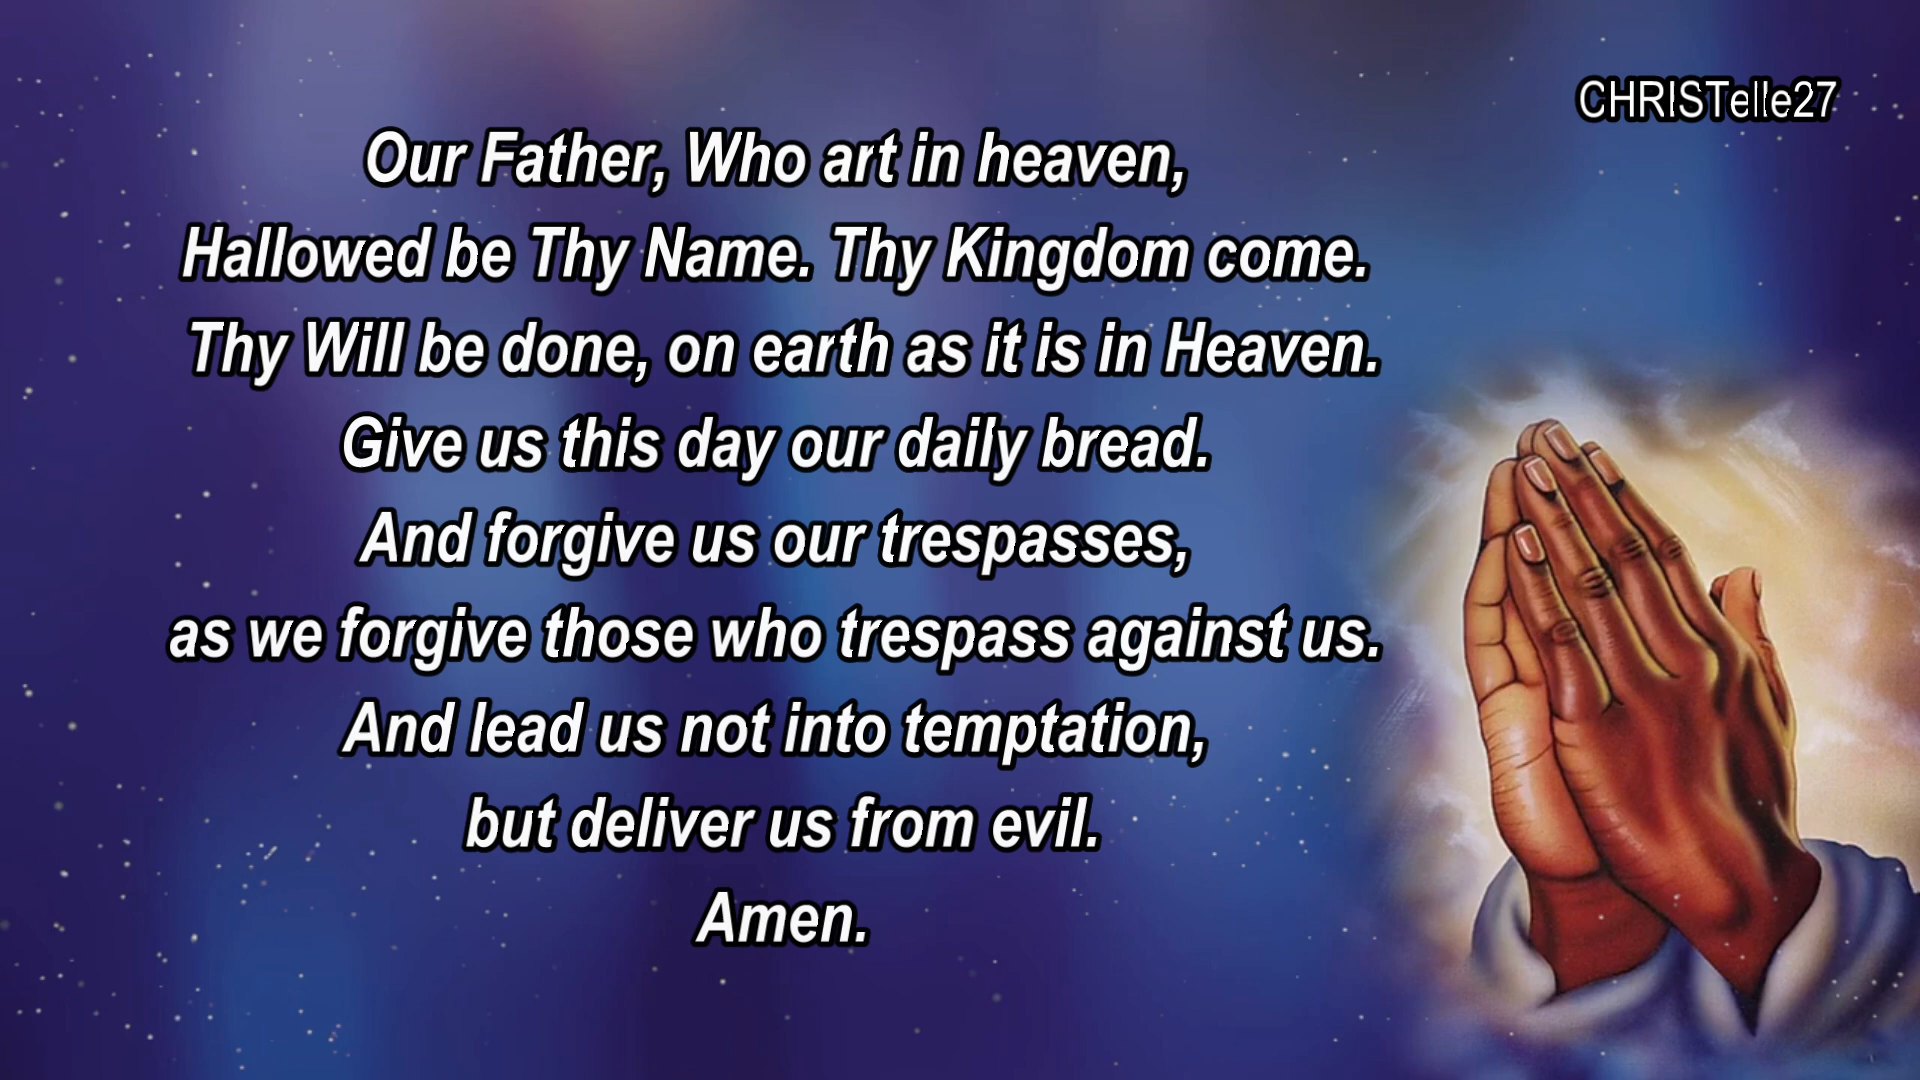 CHRISTelle27
Our Father, Who art in heaven,
Hallowed be Thy Name. Thy Kingdom come.
Thy Will be done, on earth as it is in Heaven.
Give us this day our daily bread.
And forgive us our trespasses,
as we forgive those who trespass against us.
And lead us not into temptation,
but deliver us from evil.
Amen.